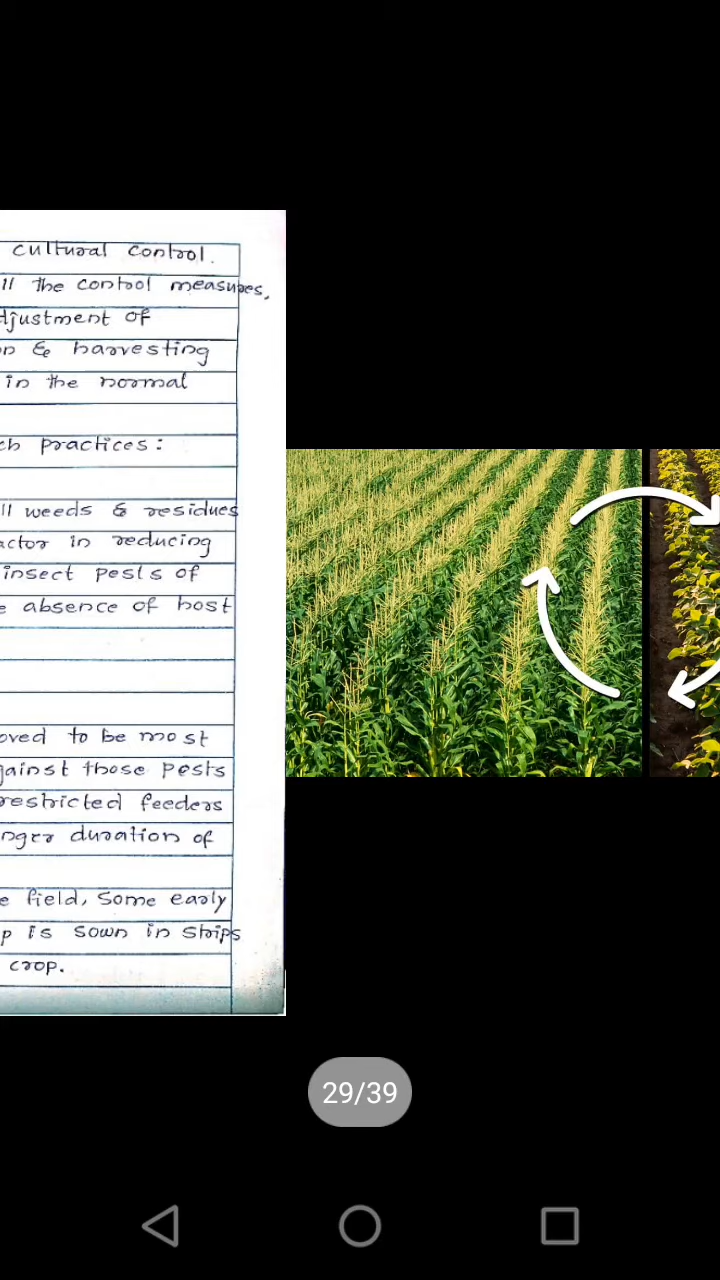 cultural control.
ll the control measures,
djustment of
n & harvesting
in the normal
ch practices:
ll weeds & residues
actor in reducing
insect pests of
e absence of host
oved to be most
gainst those pests
restricted feeders
nger duration of
e field, Some early
p is sown in strips
crop.
29/39